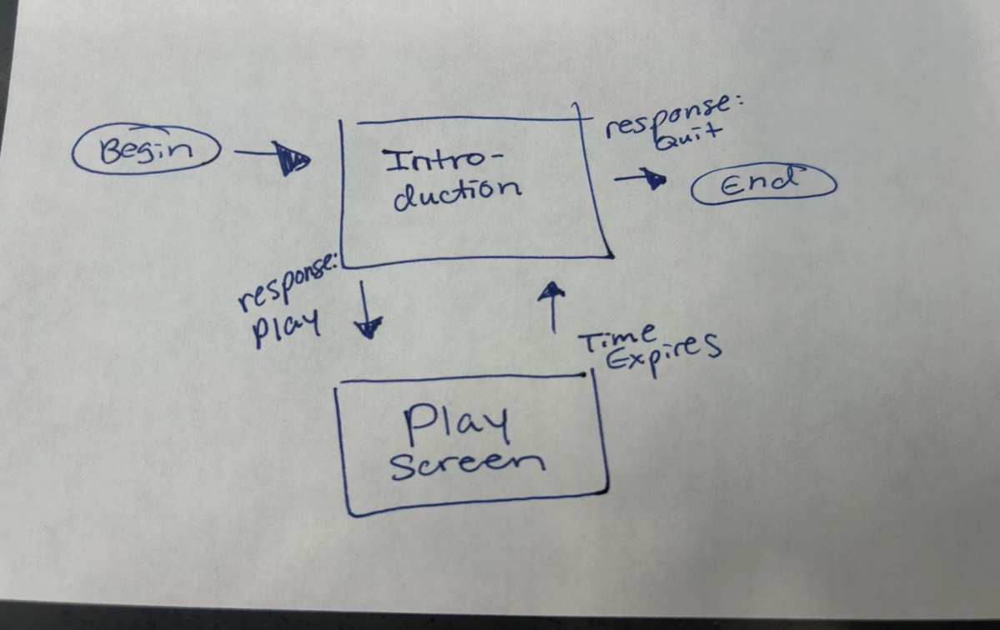 Begin
Intro-
duction
response:
Quit
End
response:
Play
Time
Expires
Play
Screen